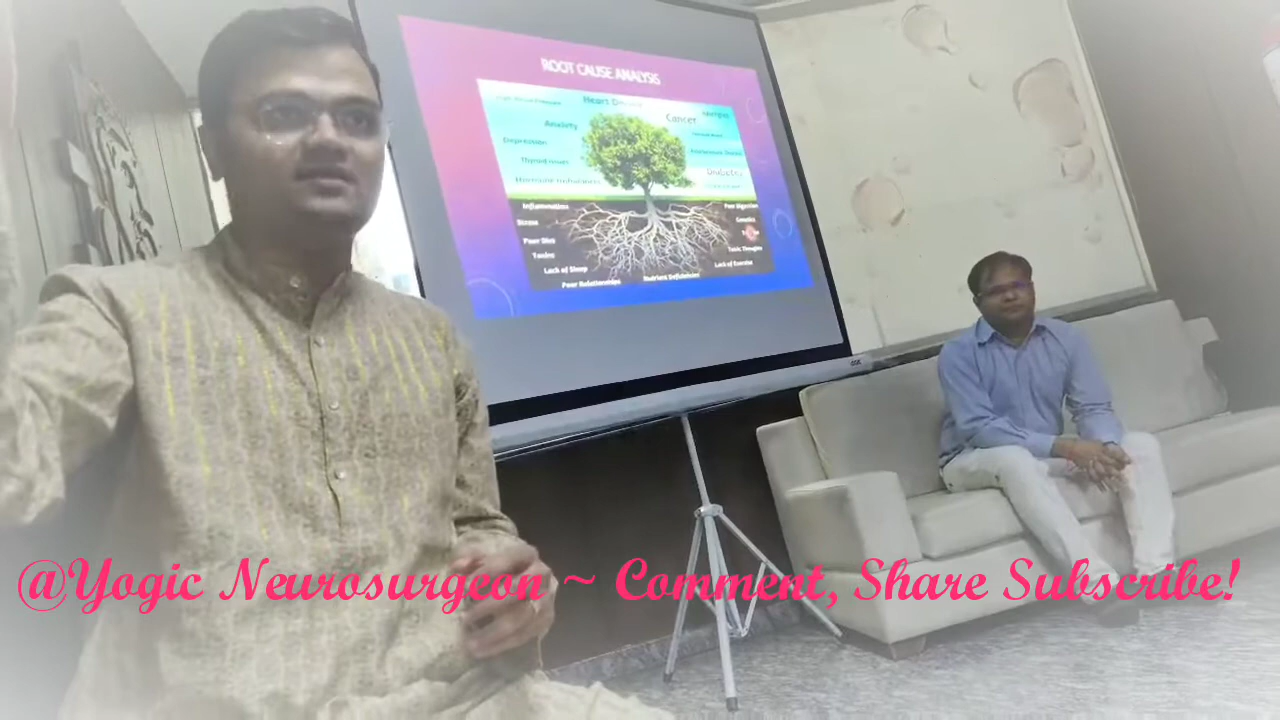 ROOT CAUSE ANALYSIS
Heart Disease
Cancer
Anxiety
Depression
Thyroid issues
Hormone
Diabetes
Inflammation
Poor Digestion
Stress
Genetics
Poor Diet
Toxic Thoughts
Toxins
Lack of Sleep
Lack of Exercise
Nutrient Deficiencies
Poor Relationships
@Yogic Neurosurgeon ~ Comment, Share Subscribe!